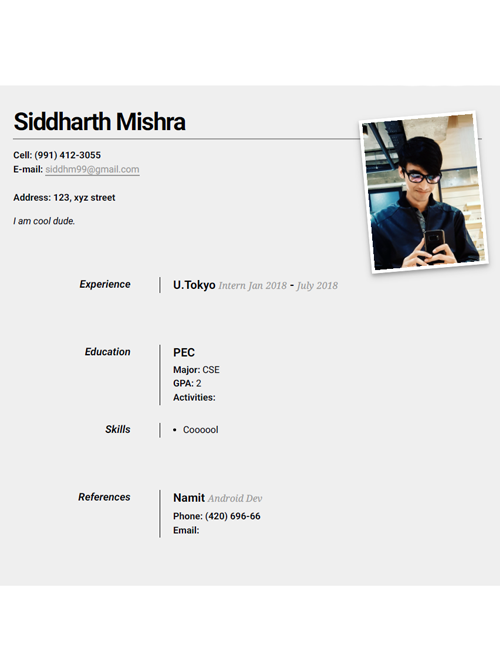 Siddharth Mishra
Cell: (991) 412-3055
E-mail: siddhm99@gmail.com
Address: 123, xyz street
I am cool dude.
Experience
U.Tokyo Intern Jan 2018 - July 2018
Education
PEC
Major: CSE
GPA: 2
Activities:
Skills
• Coooool
References
Namit Android Dev
Phone: (420) 696-66
Email: